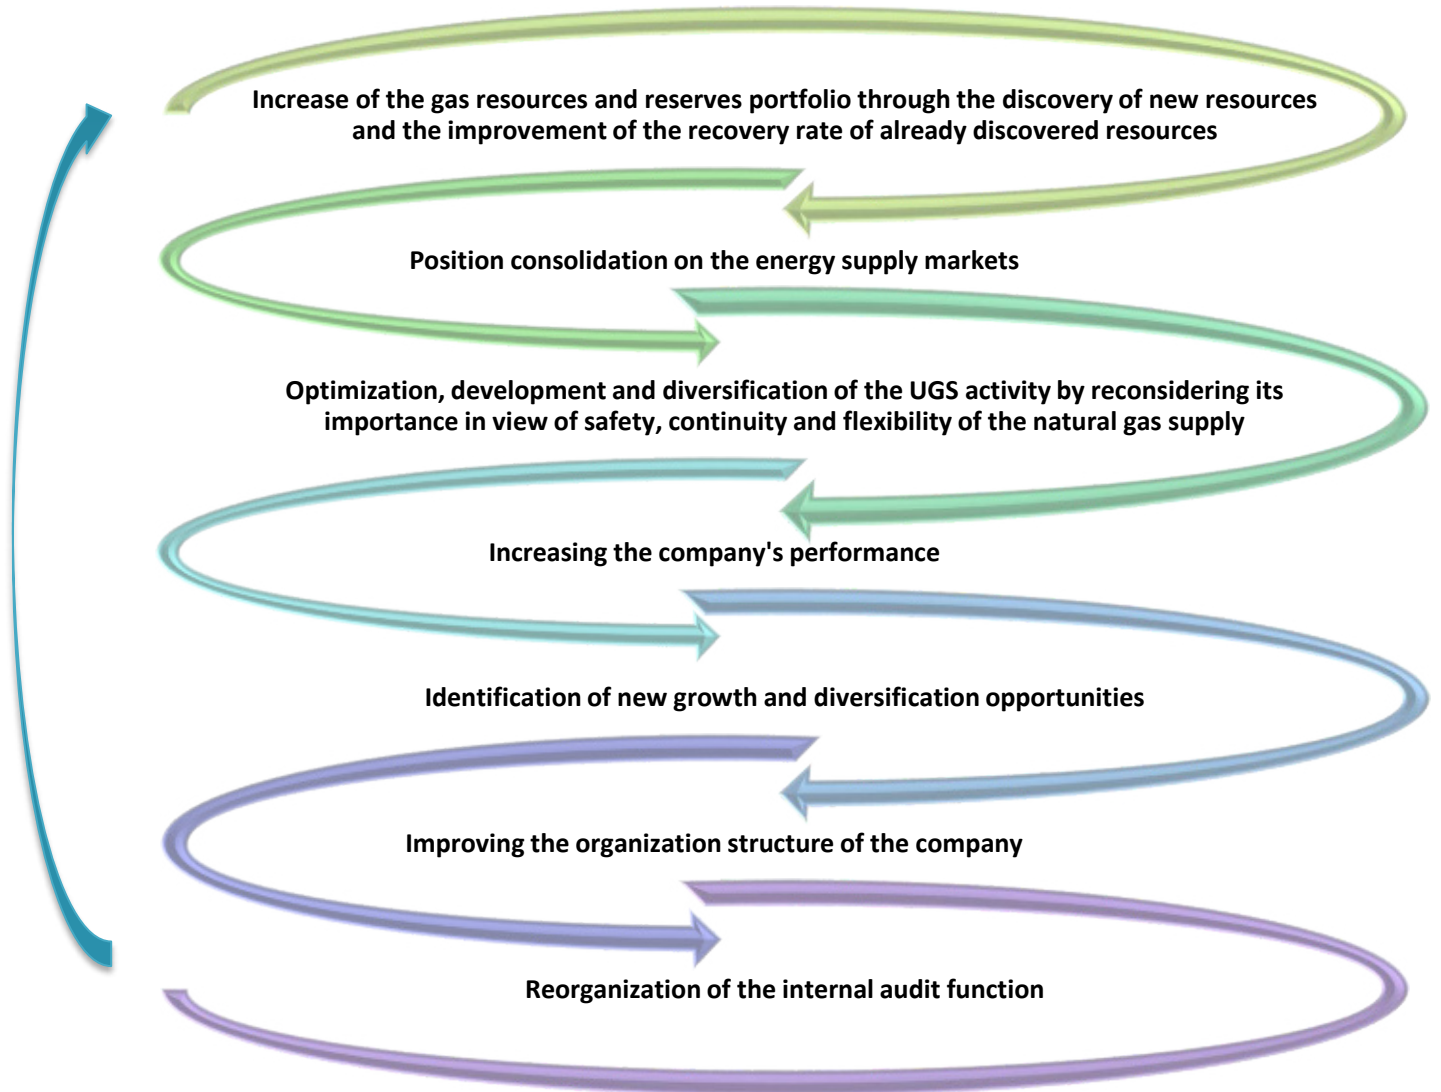 Increase of the gas resources and reserves portfolio through the discovery of new resources
and the improvement of the recovery rate of already discovered resources
Position consolidation on the energy supply markets
Optimization, development and diversification of the UGS activity by reconsidering its
importance in view of safety, continuity and flexibility of the natural gas supply
Increasing the company's performance
Identification of new growth and diversification opportunities
Improving the organization structure of the company
Reorganization of the internal audit function